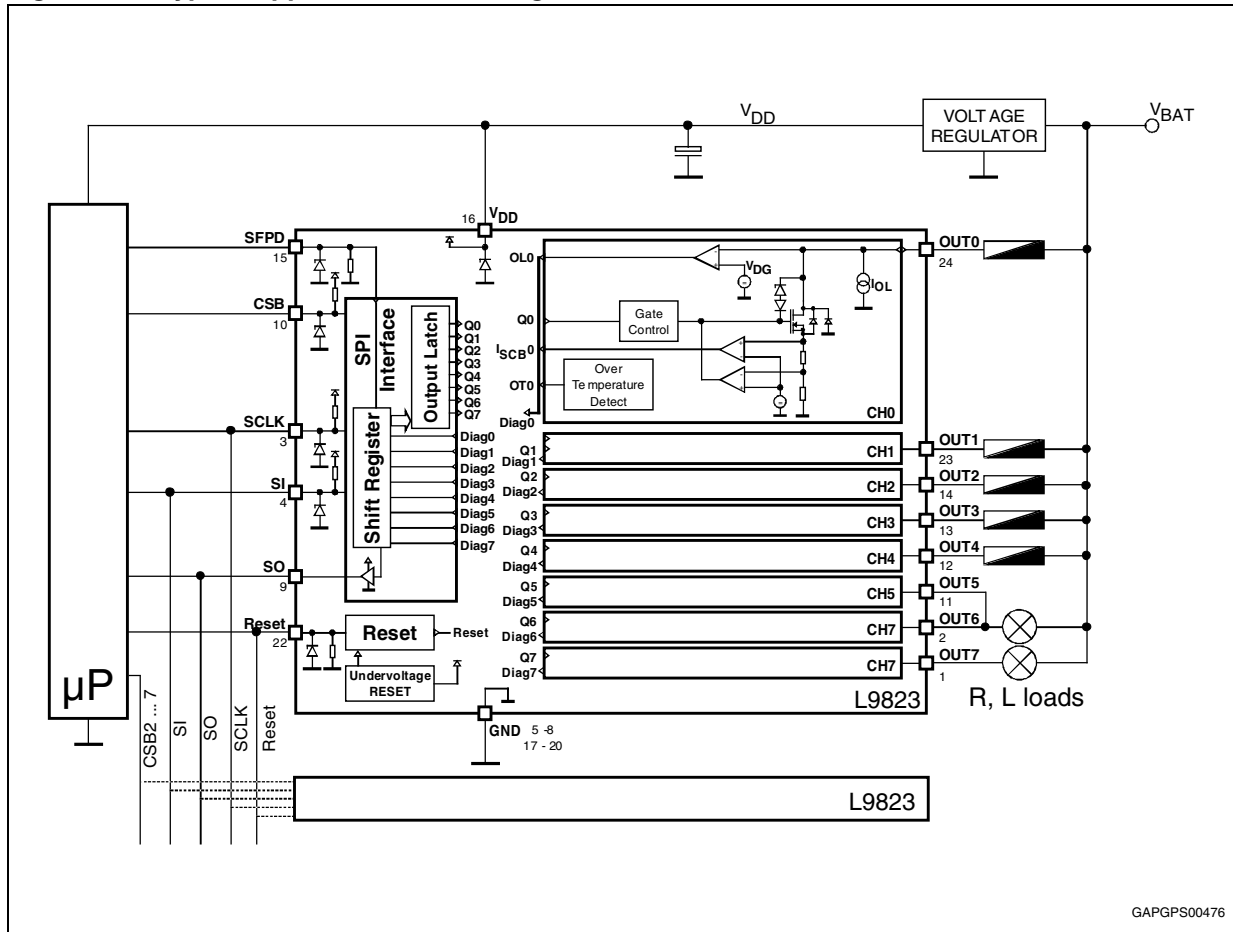 V_DD
VOLTAGE REGULATOR
V_BAT
SFPD
15
16
V_DD
CSB
10
SCLK
3
SI
4
SO
9
Reset
22
SPI Interface
Output Latch
Shift Register
Q0
Q1
Q2
Q3
Q4
Q5
Q6
Q7
Diag0
Diag1
Diag2
Diag3
Diag4
Diag5
Diag6
Diag7
Reset
Reset
Undervoltage
RESET
OL0
V_DG
I_OL
Q0
Gate
Control
I_SCB0
OT0
Over
Temperature
Detect
Diag0
CH0
Q1
Diag1
CH1
Q2
Diag2
CH2
Q3
Diag3
CH3
Q4
Diag4
CH4
Q5
Diag5
CH5
Q6
Diag6
CH7
Q7
Diag7
CH7
OUT0
24
OUT1
23
OUT2
14
OUT3
13
OUT4
12
OUT5
11
OUT6
2
OUT7
1
L9823
R, L loads
µP
GND 5 -8
17 - 20
CSB2 ... 7
SI
SO
SCLK
Reset
L9823
GAPGPS00476